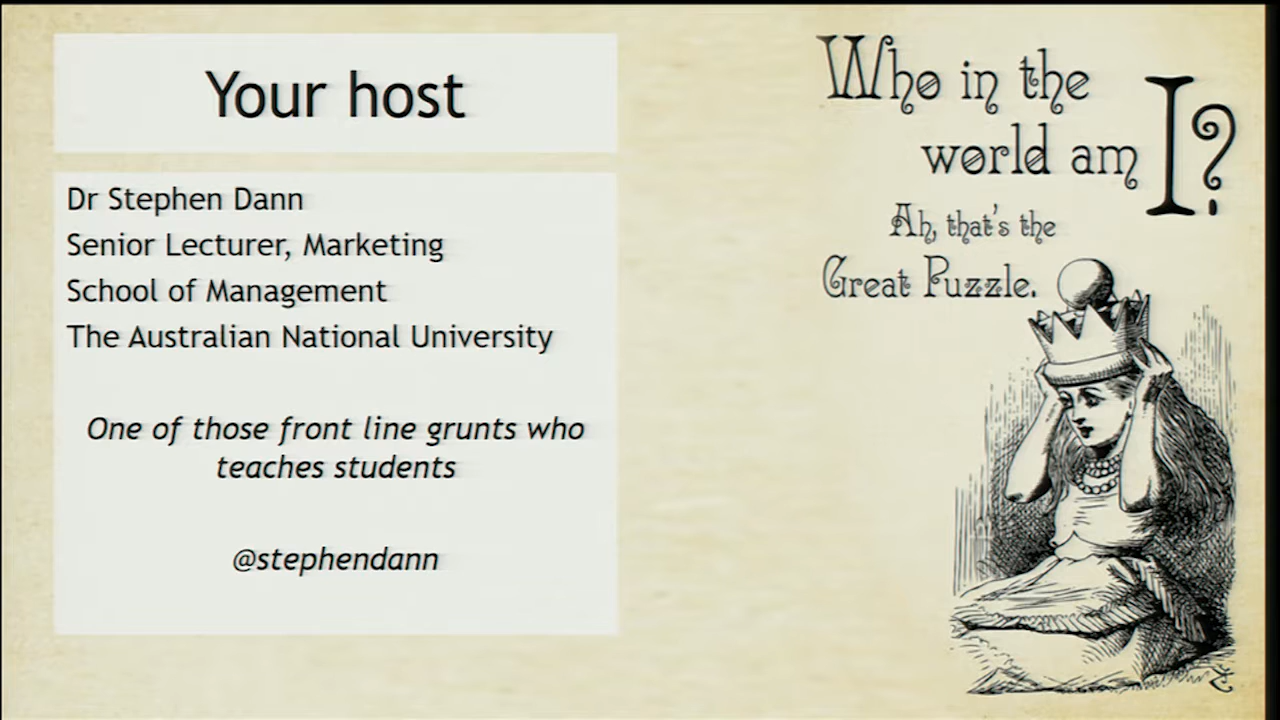 Your host
Dr Stephen Dann
Senior Lecturer, Marketing
School of Management
The Australian National University
One of those front line grunts who
teaches students
@stephendann
Who in the
world am I?
Ah, that's the
Great Puzzle.